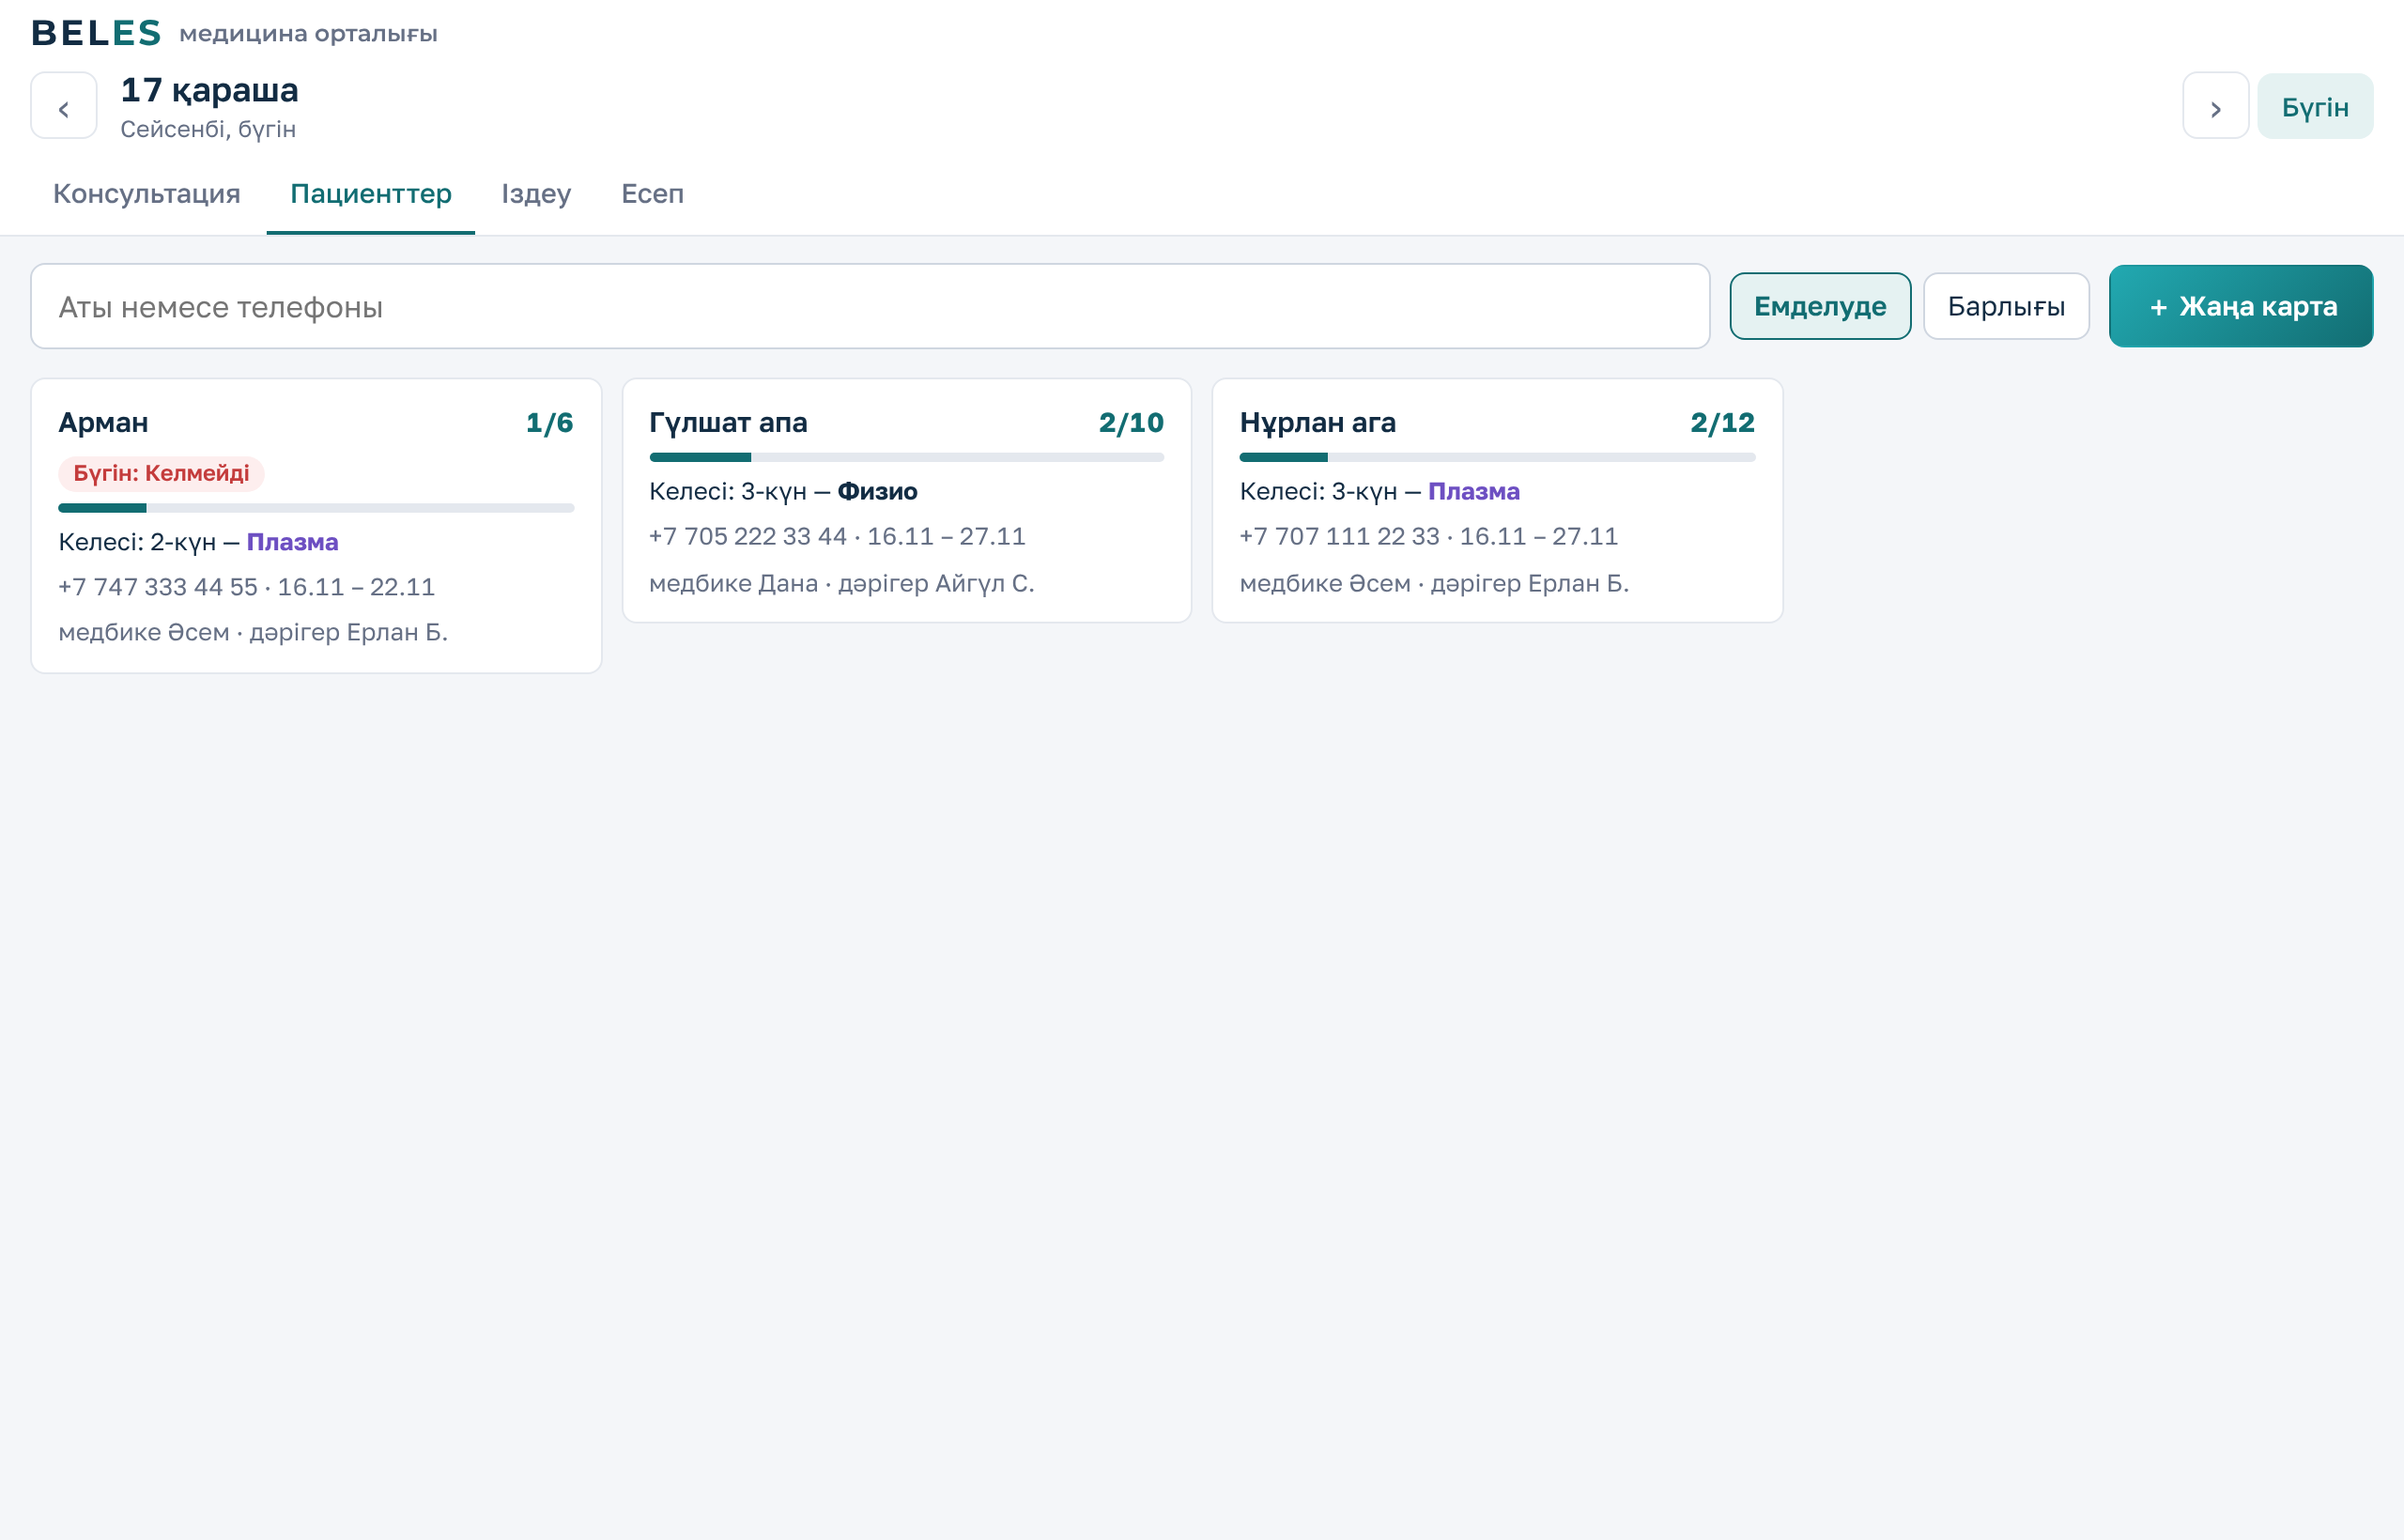 BELES медицина орталығы
‹
17 қараша
Сейсенбі, бүгін
›
Бүгін
Консультация Пациенттер Іздеу Есеп
Аты немесе телефоны
Емделуде
Барлығы
+ Жаңа карта
Арман 1/6
Бүгін: Келмейді
Келесі: 2-күн — Плазма
+7 747 333 44 55 · 16.11 – 22.11
медбике Әсем · дәрігер Ерлан Б.
Гүлшат апа 2/10
Келесі: 3-күн — Физио
+7 705 222 33 44 · 16.11 – 27.11
медбике Дана · дәрігер Айгүл С.
Нұрлан ага 2/12
Келесі: 3-күн — Плазма
+7 707 111 22 33 · 16.11 – 27.11
медбике Әсем · дәрігер Ерлан Б.